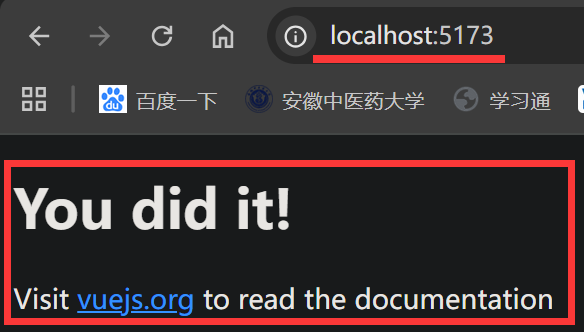 localhost:5173
百度一下 安徽中医药大学 学习通
You did it!
Visit vuejs.org to read the documentation